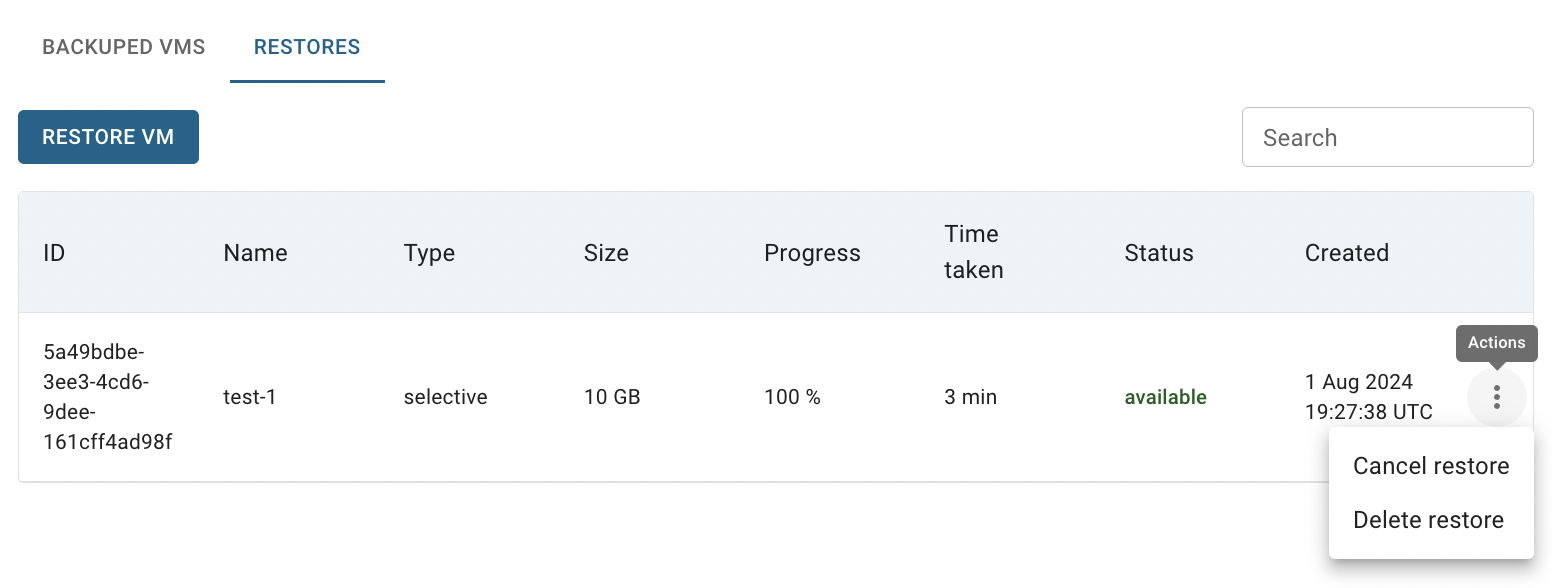 BACKUPED VMS
RESTORES
RESTORE VM
Search
ID
Name
Type
Size
Progress
Time
taken
Status
Created
Actions
5a49bdbe-
3ee3-4cd6-
9dee-
161cff4ad98f
test-1
selective
10 GB
100 %
3 min
available
1 Aug 2024
19:27:38 UTC
Cancel restore
Delete restore